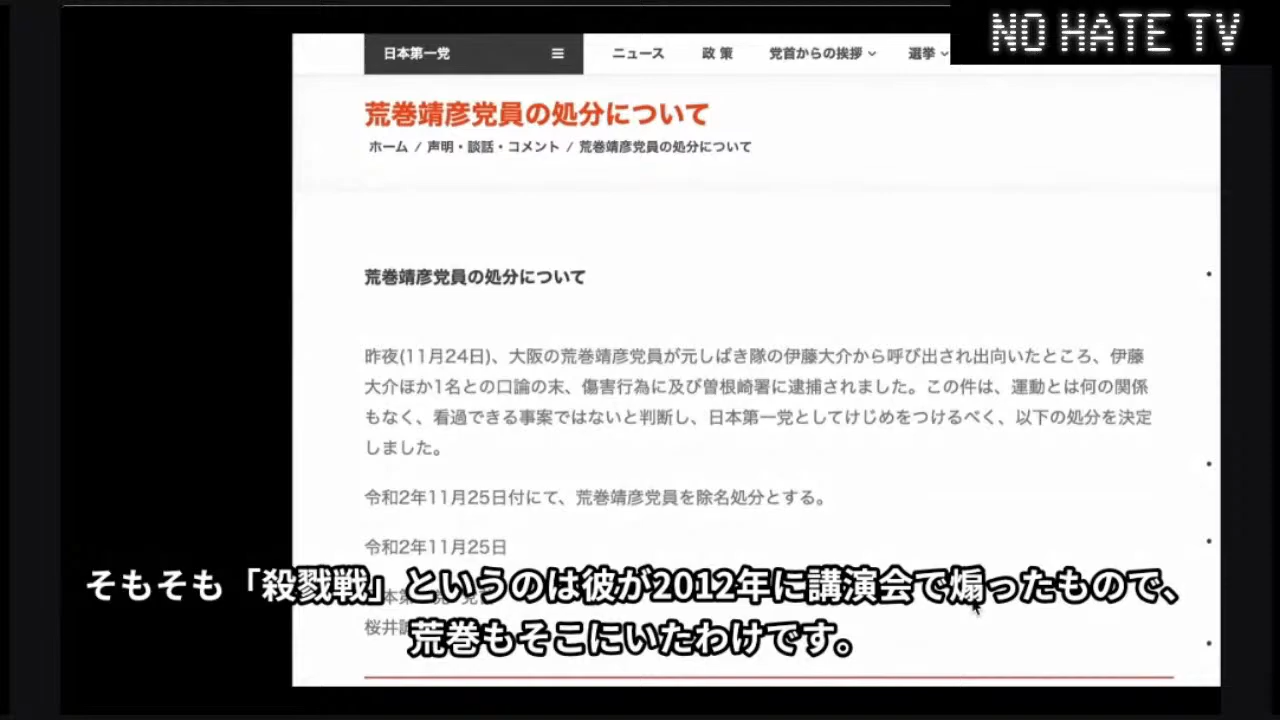 NO HATE TV
日本第一党
ニュース 政策 党首からの挨拶 選挙
荒巻靖彦党員の処分について
ホーム / 声明・談話・コメント / 荒巻靖彦党員の処分について
荒巻靖彦党員の処分について
昨夜(11月24日)、大阪の荒巻靖彦党員が元しばき隊の伊藤大介から呼び出され出向いたところ、伊藤
大介ほか1名との口論の末、傷害行為に及び曽根崎署に逮捕されました。この件は、運動とは何の関係
もなく、看過できる事案ではないと判断し、日本第一党としてけじめをつけるべく、以下の処分を決定
しました。
令和2年11月25日付にて、荒巻靖彦党員を除名処分とする。
令和2年11月25日
そもそも「殺戮戦」というのは彼が2012年に講演会で煽ったもので、
桜井
荒巻もそこにいたわけです。